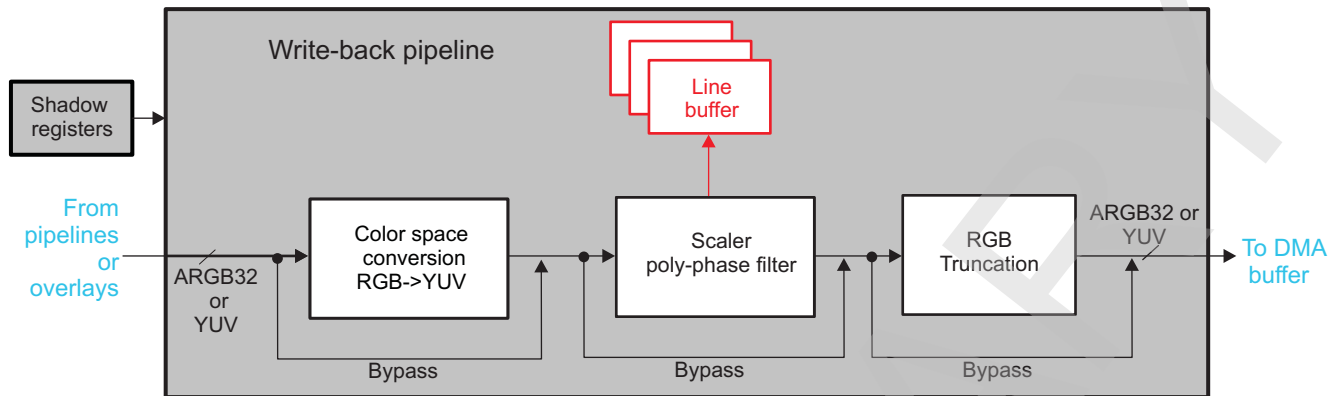 Write-back pipeline
Line
buffer
Shadow
registers
From
pipelines
or
overlays
ARGB32
or
YUV
Color space
conversion
RGB->YUV
Bypass
Scaler
poly-phase filter
Bypass
RGB
Truncation
Bypass
ARGB32 or
YUV
To DMA
buffer